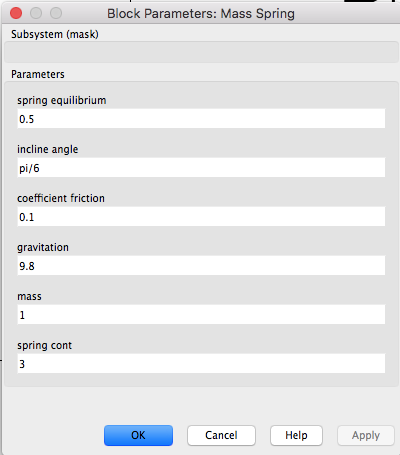 Block Parameters: Mass Spring
Subsystem (mask)
Parameters
spring equilibrium
0.5
incline angle
pi/6
coefficient friction
0.1
gravitation
9.8
mass
1
spring cont
3
OK Cancel Help Apply